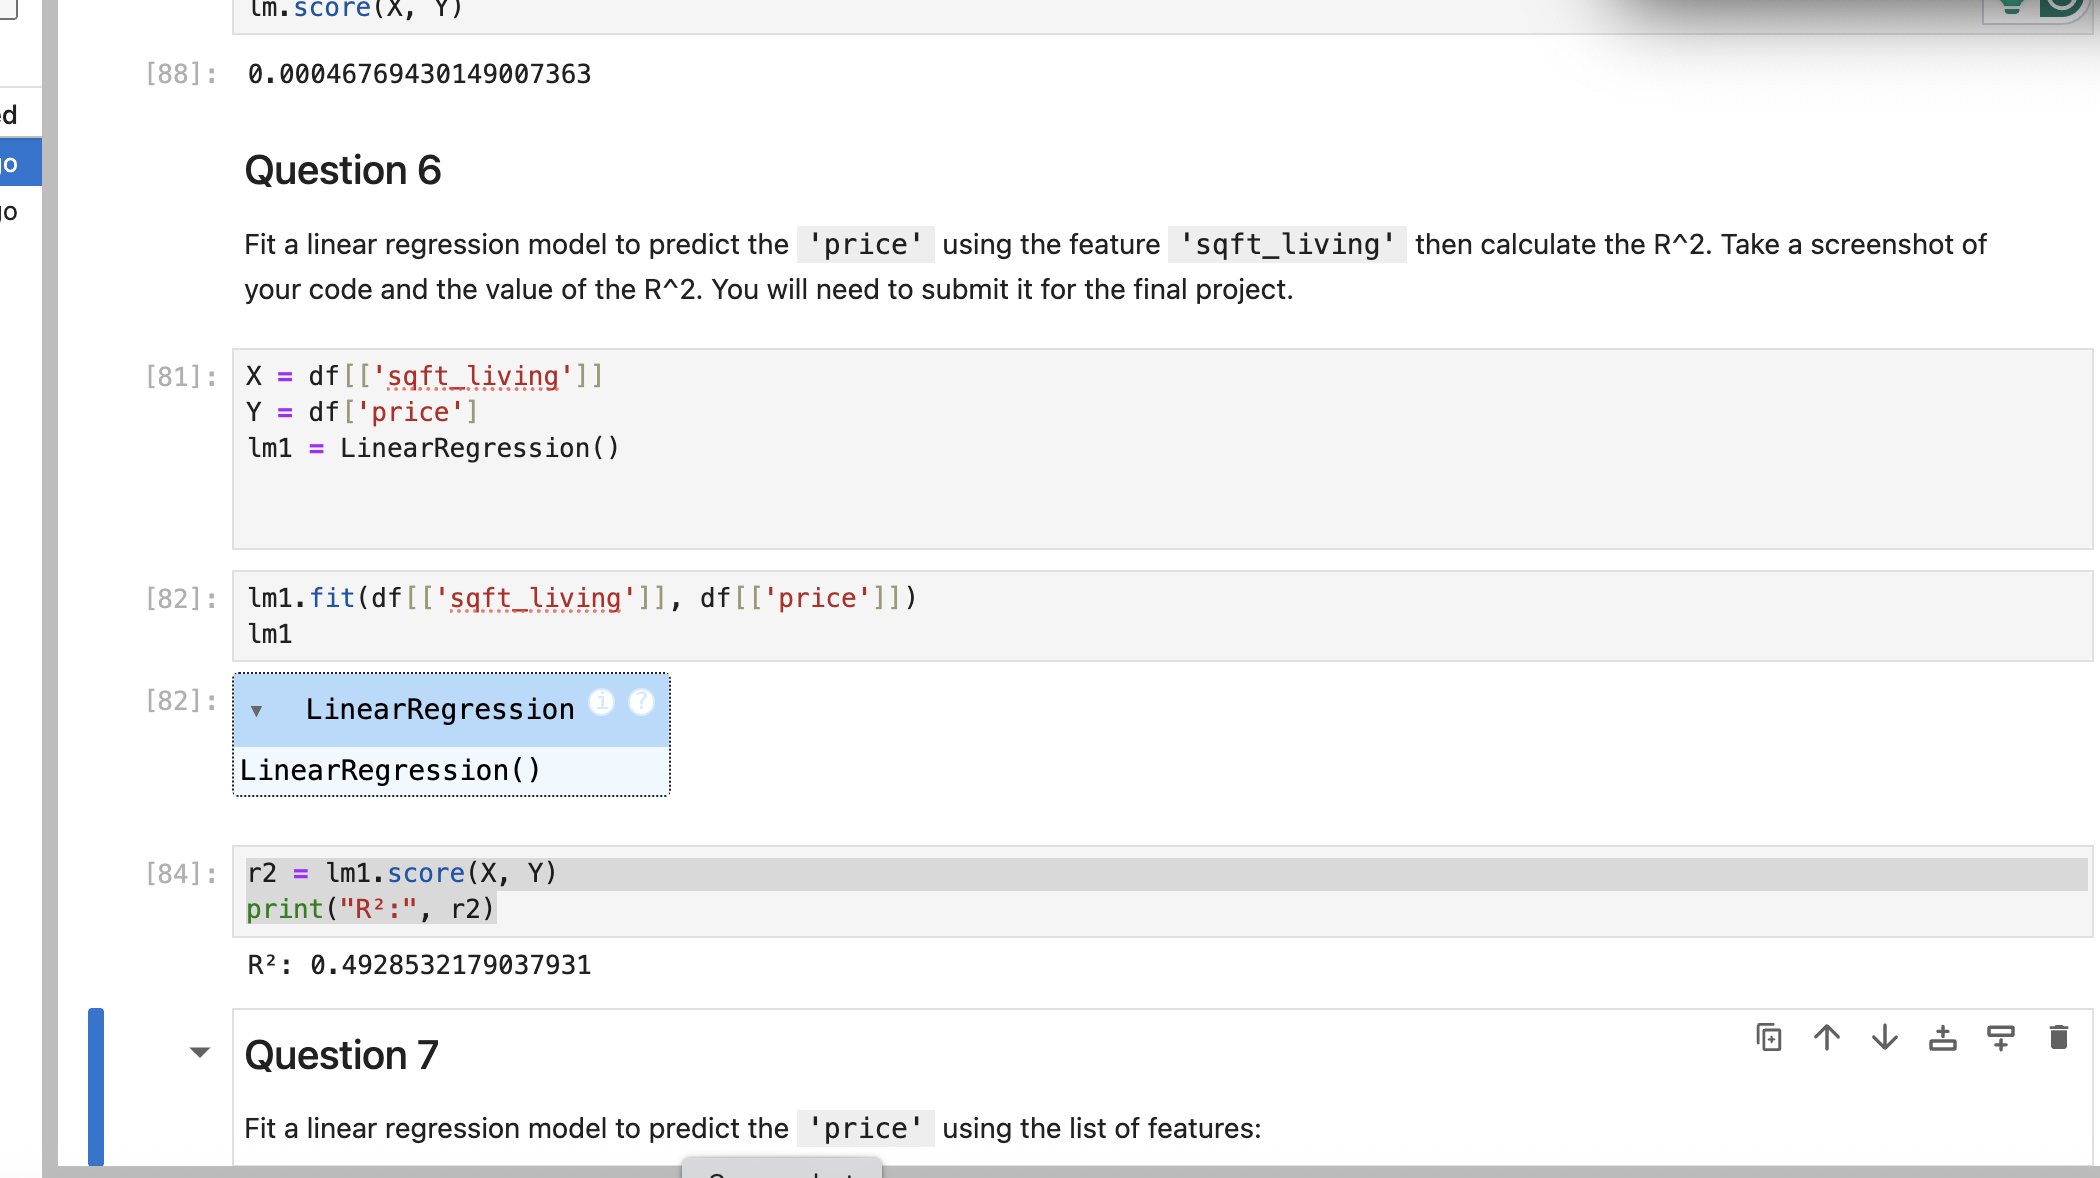 lm.score(X, Y)
[88]: 0.00046769430149007363
ed
go
go
Question 6
Fit a linear regression model to predict the 'price' using the feature 'sqft_living' then calculate the R^2. Take a screenshot of
your code and the value of the R^2. You will need to submit it for the final project.
[81]: X = df[['sqft_living']]
Y = df['price']
lm1 = LinearRegression()
[82]: lm1.fit(df[['sqft_living']], df[['price']])
lm1
[82]: ▼ LinearRegression i ?
LinearRegression()
[84]: r2 = lm1.score(X, Y)
print("R²:", r2)
R²: 0.4928532179037931
Question 7
Fit a linear regression model to predict the 'price' using the list of features: